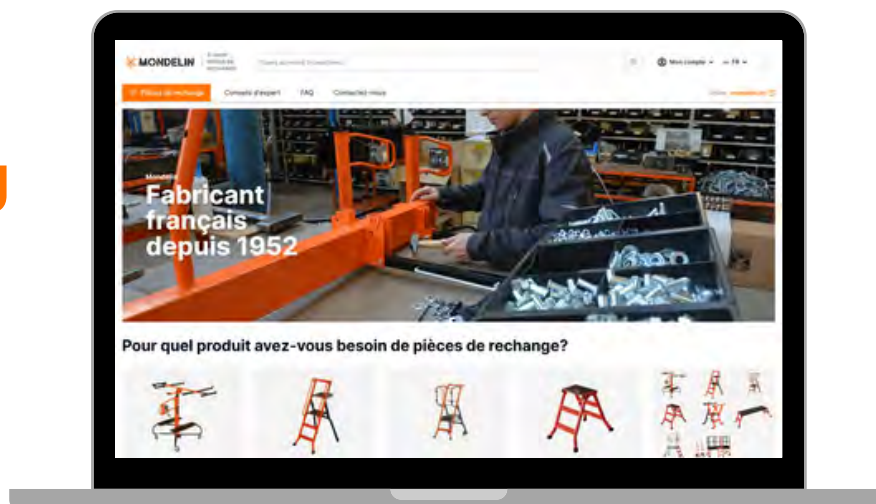 MONDELIN
Mon compte
FR
Pièces de rechange
Conseils d'expert
FAQ
Contactez-nous
Mondelin
Fabricant
français
depuis 1952
Pour quel produit avez-vous besoin de pièces de rechange?